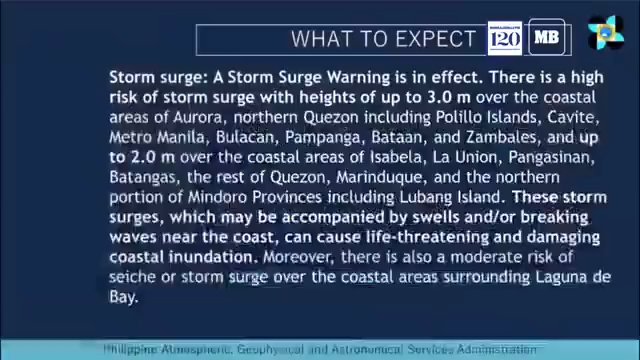 WHAT TO EXPECT
120
MB
Storm surge: A Storm Surge Warning is in effect. There is a high
risk of storm surge with heights of up to 3.0 m over the coastal
areas of Aurora, northern Quezon including Polillo Islands, Cavite,
Metro Manila, Bulacan, Pampanga, Bataan, and Zambales, and up
to 2.0 m over the coastal areas of Isabela, La Union, Pangasinan,
Batangas, the rest of Quezon, Marinduque, and the northern
portion of Mindoro Provinces including Lubang Island. These storm
surges, which may be accompanied by swells and/or breaking
waves near the coast, can cause life-threatening and damaging
coastal inundation. Moreover, there is also a moderate risk of
seiche or storm surge over the coastal areas surrounding Laguna de
Bay.
Philippine Atmospheric, Geophysical and Astronomical Services Administration